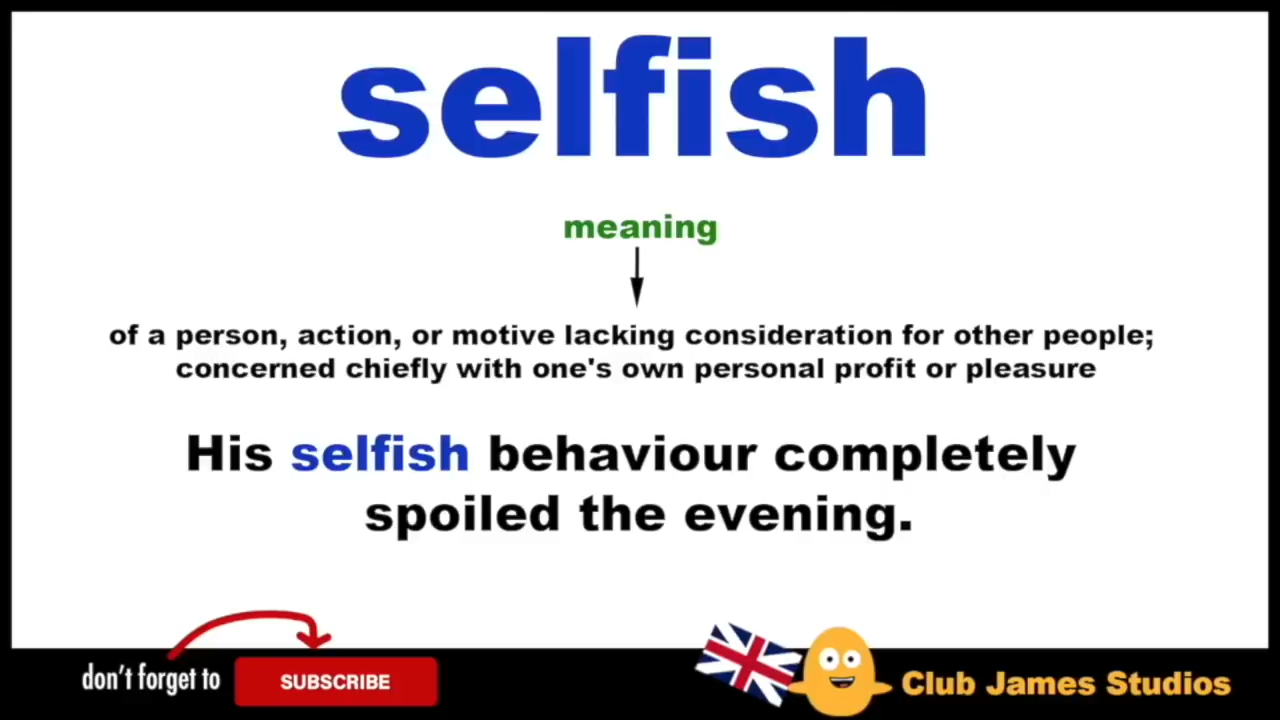 selfish
meaning
of a person, action, or motive lacking consideration for other people;
concerned chiefly with one's own personal profit or pleasure
His selfish behaviour completely
spoiled the evening.
don't forget to
SUBSCRIBE
Club James Studios